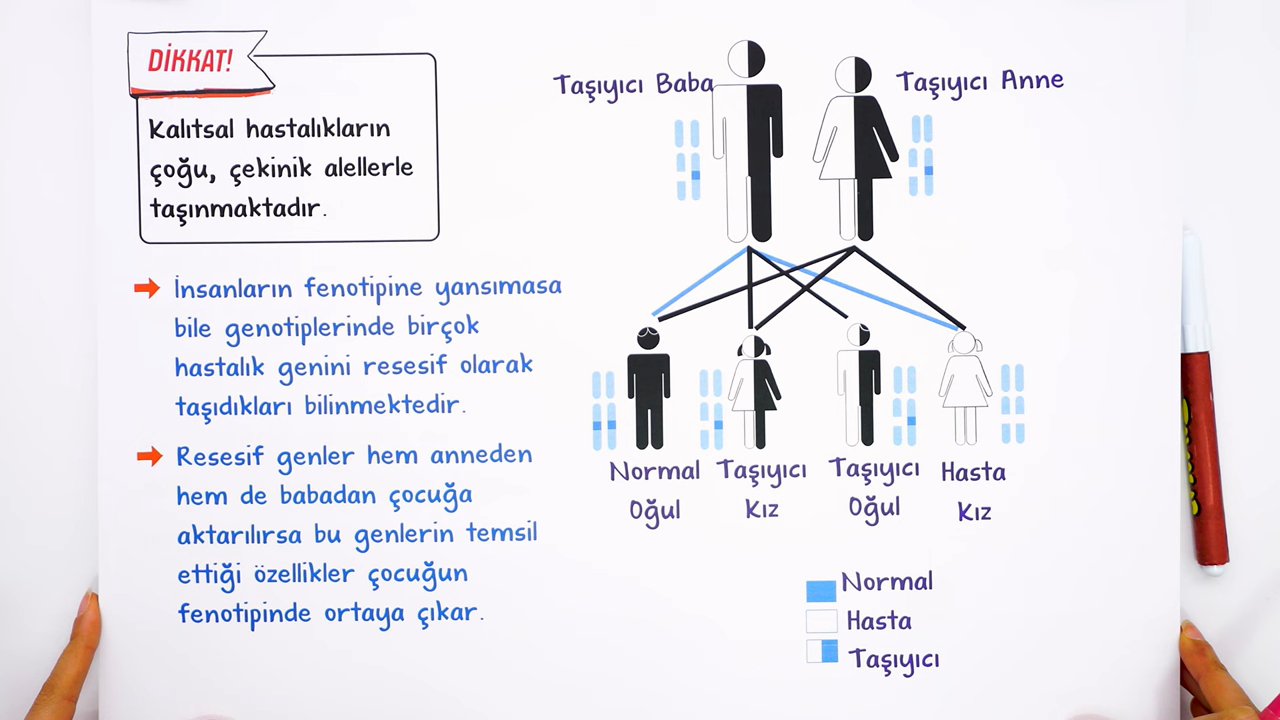 DİKKAT!
Kalıtsal hastalıkların
çoğu, çekinik alellerle
taşınmaktadır.
İnsanların fenotipine yansımasa
bile genotiplerinde birçok
hastalık genini resesif olarak
taşıdıkları bilinmektedir.
Resesif genler hem anneden
hem de babadan çocuğa
aktarılırsa bu genlerin temsil
ettiği özellikler çocuğun
fenotipinde ortaya çıkar.
Taşıyıcı Baba
Taşıyıcı Anne
Normal
Oğul
Taşıyıcı
Kız
Taşıyıcı
Oğul
Hasta
Kız
Normal
Hasta
Taşıyıcı